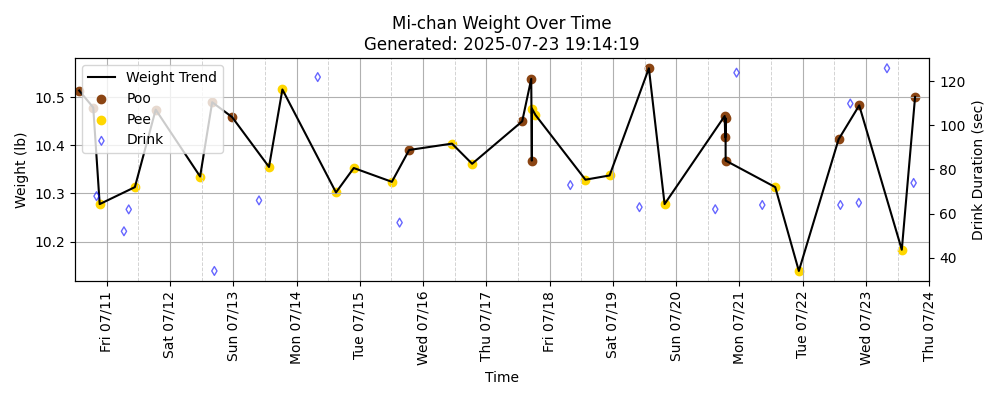 Mi-chan Weight Over Time
Generated: 2025-07-23 19:14:19
Weight Trend
Poo
Pee
Drink
Weight (lb)
10.5
10.4
10.3
10.2
Drink Duration (sec)
120
100
80
60
40
Fri 07/11
Sat 07/12
Sun 07/13
Mon 07/14
Tue 07/15
Wed 07/16
Thu 07/17
Fri 07/18
Sat 07/19
Sun 07/20
Mon 07/21
Tue 07/22
Wed 07/23
Thu 07/24
Time